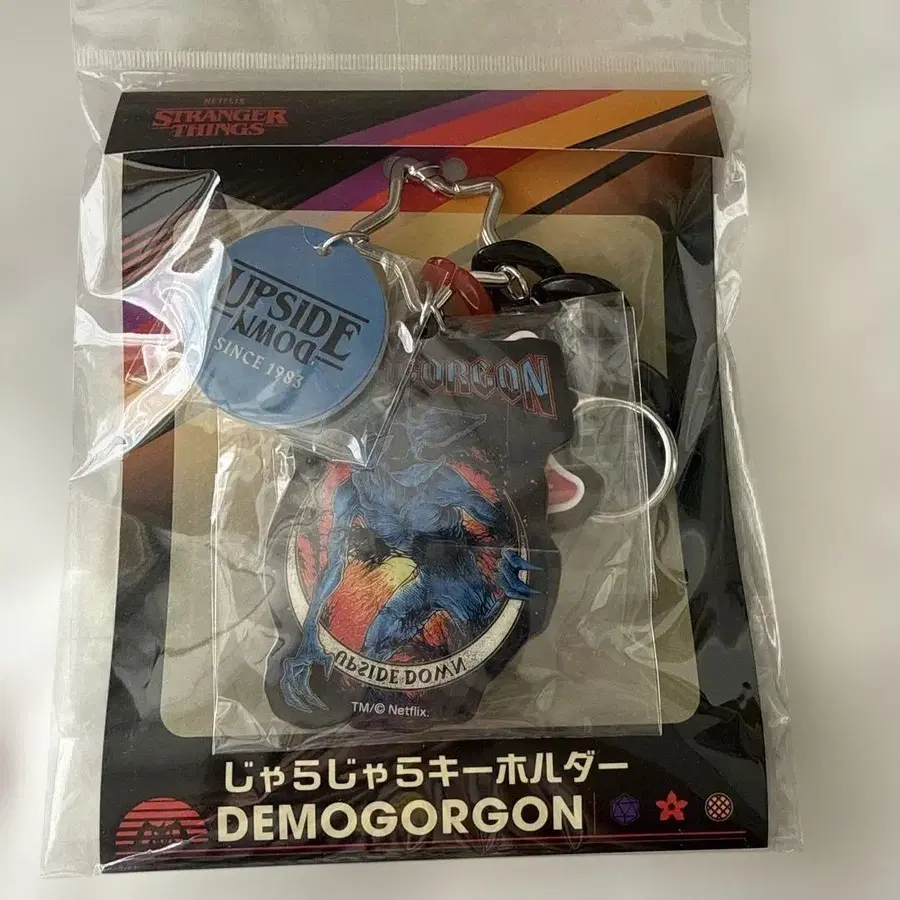 NETFLIX
STRANGER
THINGS
UPSIDE
DOWN
SINCE 1983
GORGON
UPSIDE DOWN
TM/© Netflix.
じゃらじゃらキーホルダー
DEMOGORGON